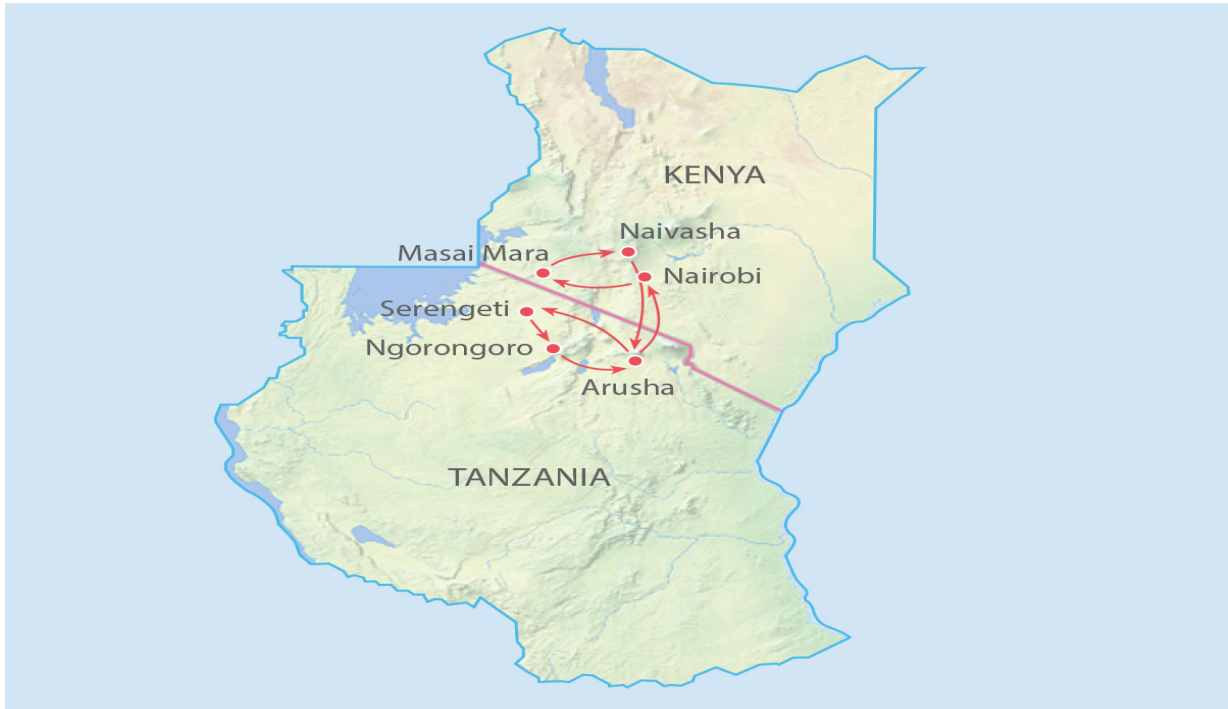 KENYA
Naivasha
Masai Mara
Nairobi
Serengeti
Ngorongoro
Arusha
TANZANIA